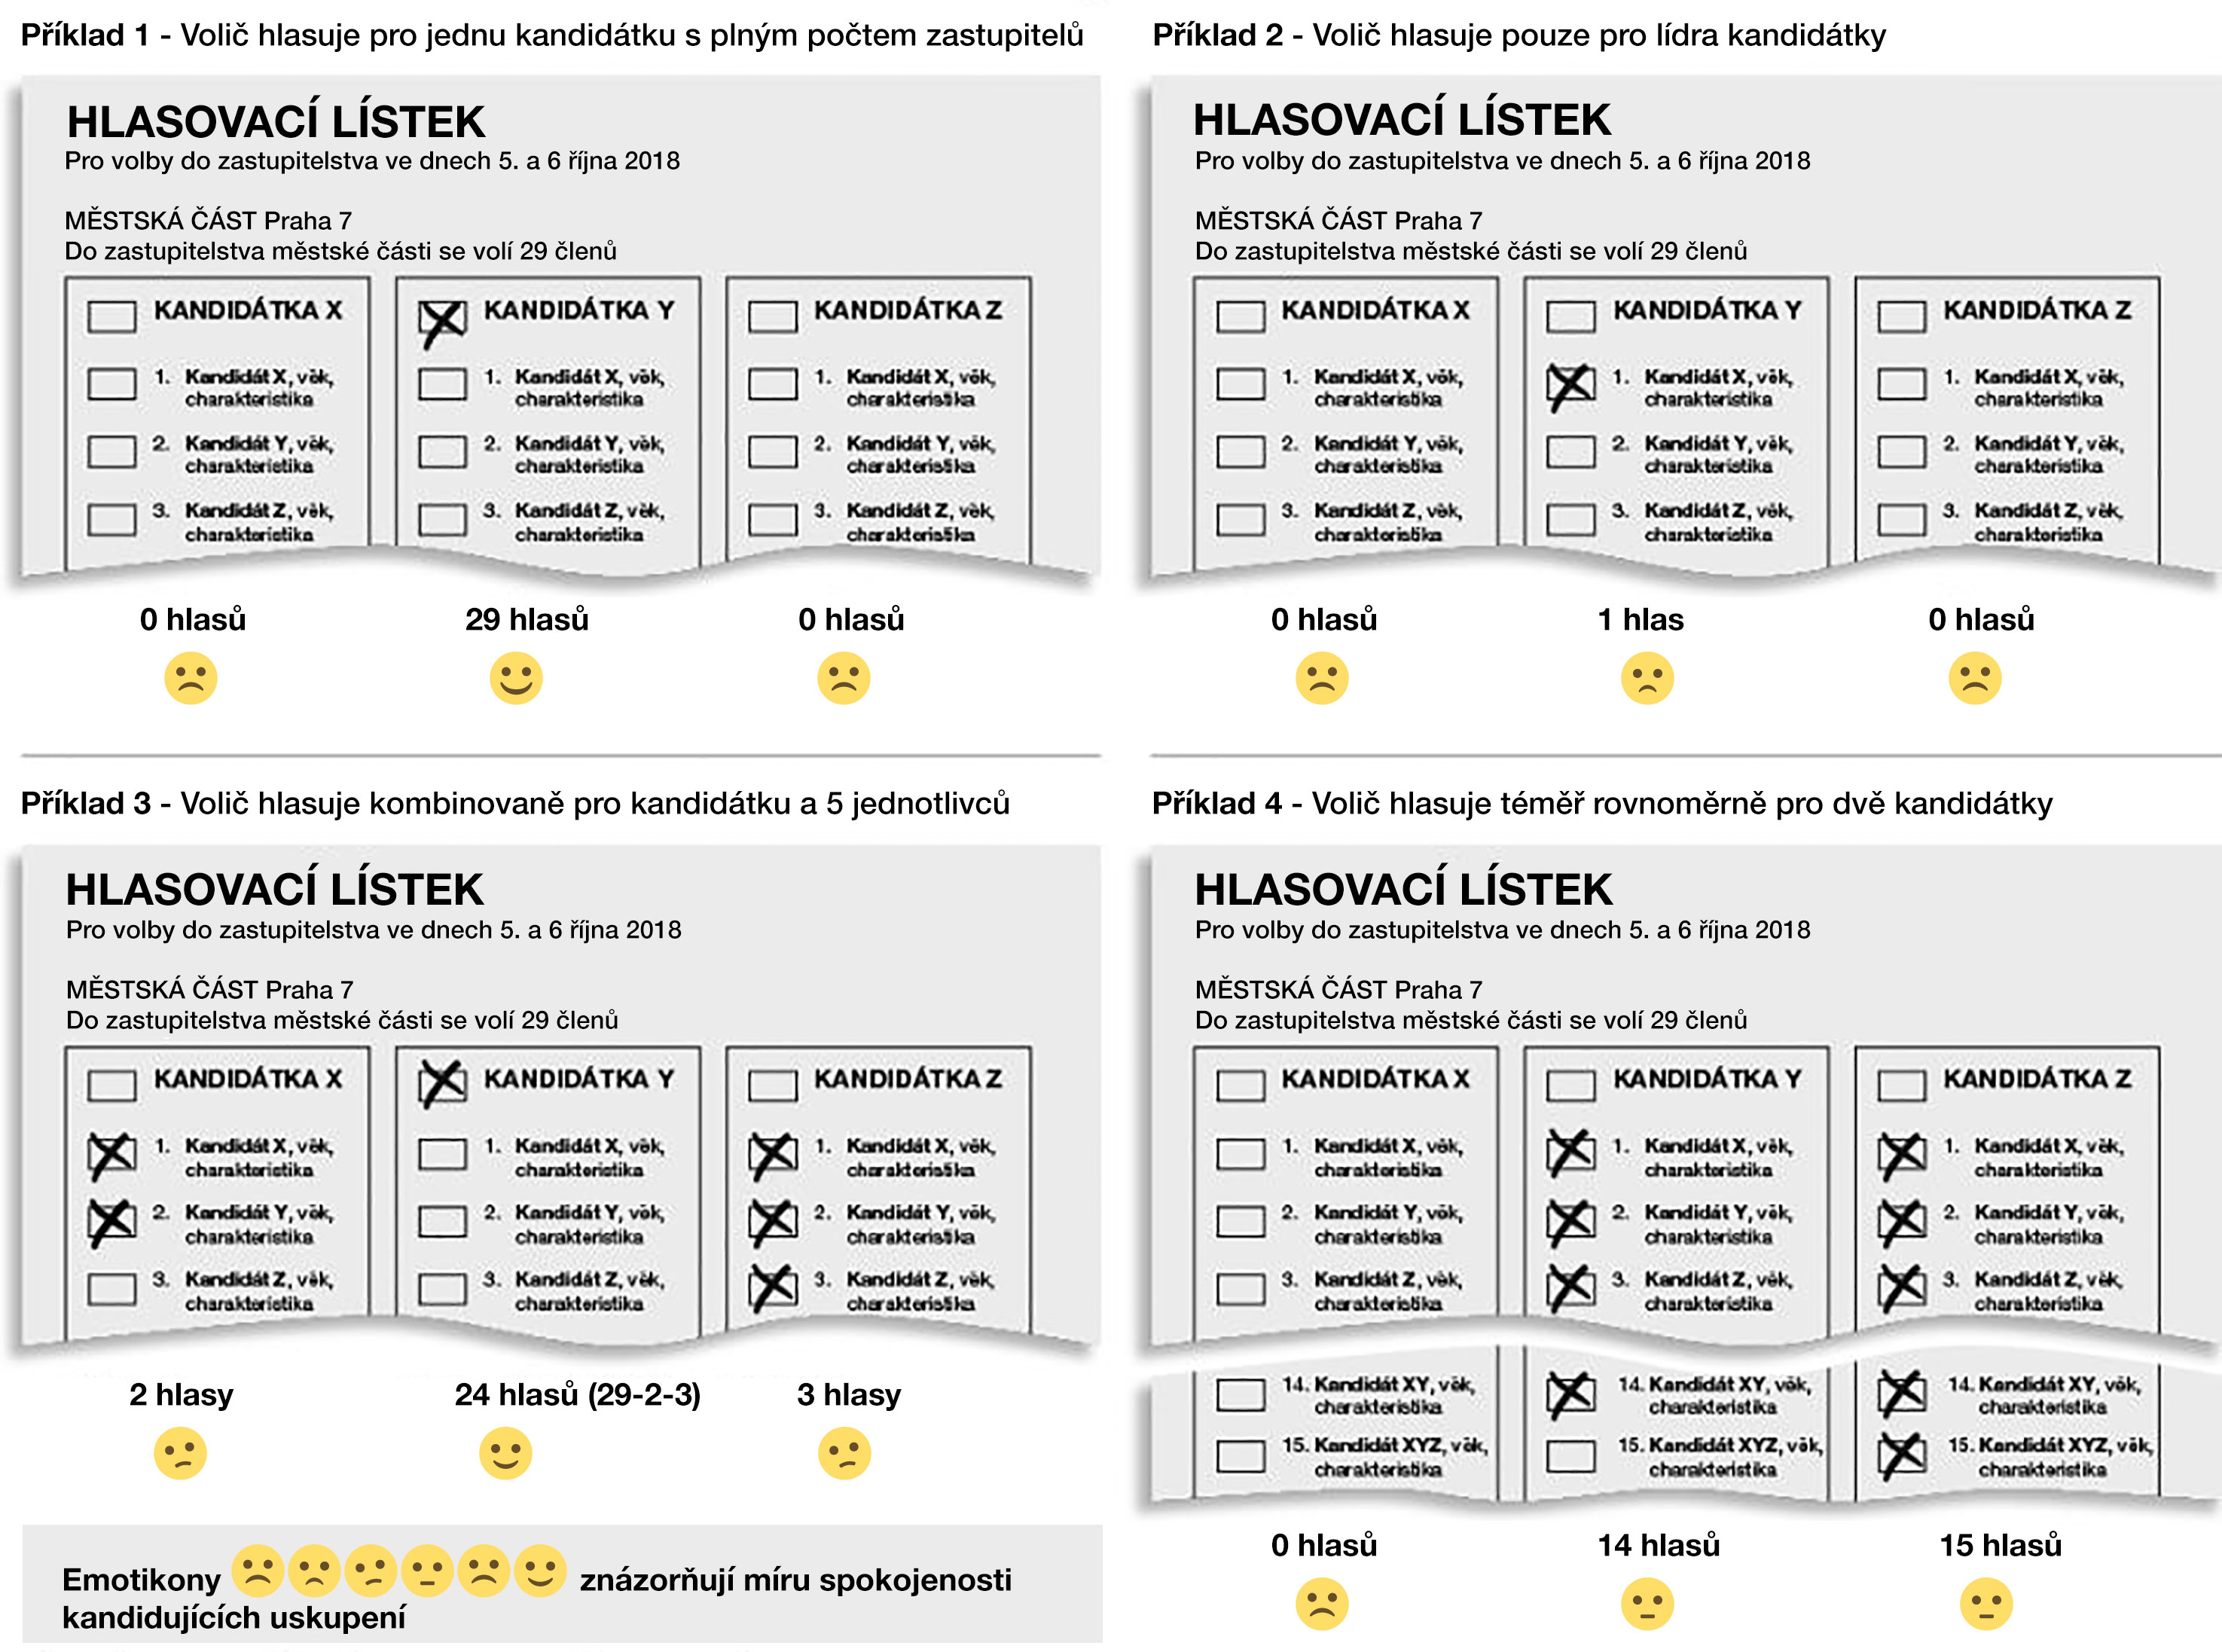 Příklad 1 - Volič hlasuje pro jednu kandidátku s plným počtem zastupitelů
HLASOVACÍ LÍSTEK
Pro volby do zastupitelstva ve dnech 5. a 6 října 2018
MĚSTSKÁ ČÁST Praha 7
Do zastupitelstva městské části se volí 29 členů
KANDIDÁTKA X
1. Kandidát X, věk,
charakteristika
2. Kandidát Y, věk,
charakteristika
3. Kandidát Z, věk,
charakteristika
KANDIDÁTKA Y
1. Kandidát X, věk,
charakteristika
2. Kandidát Y, věk,
charakteristika
3. Kandidát Z, věk,
charakteristika
KANDIDÁTKA Z
1. Kandidát X, věk,
charakteristika
2. Kandidát Y, věk,
charakteristika
3. Kandidát Z, věk,
charakteristika
0 hlasů
29 hlasů
0 hlasů
Příklad 2 - Volič hlasuje pouze pro lídra kandidátky
HLASOVACÍ LÍSTEK
Pro volby do zastupitelstva ve dnech 5. a 6 října 2018
MĚSTSKÁ ČÁST Praha 7
Do zastupitelstva městské části se volí 29 členů
KANDIDÁTKA X
1. Kandidát X, věk,
charakteristika
2. Kandidát Y, věk,
charakteristika
3. Kandidát Z, věk,
charakteristika
KANDIDÁTKA Y
1. Kandidát X, věk,
charakteristika
2. Kandidát Y, věk,
charakteristika
3. Kandidát Z, věk,
charakteristika
KANDIDÁTKA Z
1. Kandidát X, věk,
charakteristika
2. Kandidát Y, věk,
charakteristika
3. Kandidát Z, věk,
charakteristika
0 hlasů
1 hlas
0 hlasů
Příklad 3 - Volič hlasuje kombinovaně pro kandidátku a 5 jednotlivců
HLASOVACÍ LÍSTEK
Pro volby do zastupitelstva ve dnech 5. a 6 října 2018
MĚSTSKÁ ČÁST Praha 7
Do zastupitelstva městské části se volí 29 členů
KANDIDÁTKA X
1. Kandidát X, věk,
charakteristika
2. Kandidát Y, věk,
charakteristika
3. Kandidát Z, věk,
charakteristika
KANDIDÁTKA Y
1. Kandidát X, věk,
charakteristika
2. Kandidát Y, věk,
charakteristika
3. Kandidát Z, věk,
charakteristika
KANDIDÁTKA Z
1. Kandidát X, věk,
charakteristika
2. Kandidát Y, věk,
charakteristika
3. Kandidát Z, věk,
charakteristika
2 hlasy
24 hlasů (29-2-3)
3 hlasy
Emotikony znázorňují míru spokojenosti
kandidujících uskupení
Příklad 4 - Volič hlasuje téměř rovnoměrně pro dvě kandidátky
HLASOVACÍ LÍSTEK
Pro volby do zastupitelstva ve dnech 5. a 6 října 2018
MĚSTSKÁ ČÁST Praha 7
Do zastupitelstva městské části se volí 29 členů
KANDIDÁTKA X
1. Kandidát X, věk,
charakteristika
2. Kandidát Y, věk,
charakteristika
3. Kandidát Z, věk,
charakteristika
14. Kandidát XY, věk,
charakteristika
15. Kandidát XYZ, věk,
charakteristika
KANDIDÁTKA Y
1. Kandidát X, věk,
charakteristika
2. Kandidát Y, věk,
charakteristika
3. Kandidát Z, věk,
charakteristika
14. Kandidát XY, věk,
charakteristika
15. Kandidát XYZ, věk,
charakteristika
KANDIDÁTKA Z
1. Kandidát X, věk,
charakteristika
2. Kandidát Y, věk,
charakteristika
3. Kandidát Z, věk,
charakteristika
14. Kandidát XY, věk,
charakteristika
15. Kandidát XYZ, věk,
charakteristika
0 hlasů
14 hlasů
15 hlasů